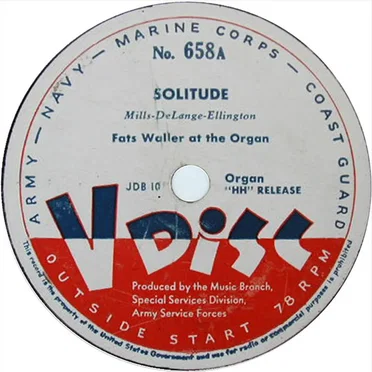 ARMY — NAVY — MARINE CORPS — COAST GUARD
No. 658A
SOLITUDE
Mills-DeLange-Ellington
Fats Waller at the Organ
JDB 10
Organ
"HH" RELEASE
V DISC
Produced by the Music Branch,
Special Services Division,
Army Service Forces
OUTSIDE START 78 RPM
This record is the property of the United States Government and use for radio or commercial purposes is prohibited